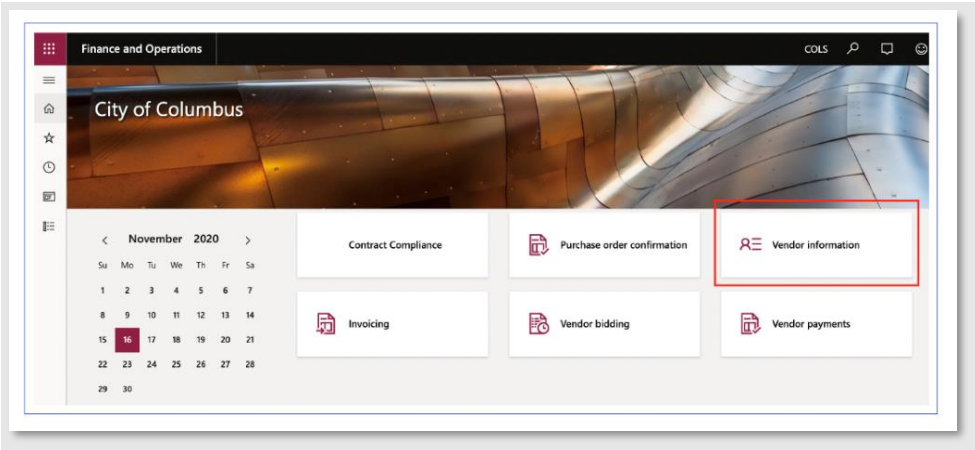 Finance and Operations
COLS
City of Columbus
November 2020
Su Mo Tu We Th Fr Sa
1 2 3 4 5 6 7
8 9 10 11 12 13 14
15 16 17 18 19 20 21
22 23 24 25 26 27 28
29 30
Contract Compliance
Purchase order confirmation
Vendor information
Invoicing
Vendor bidding
Vendor payments